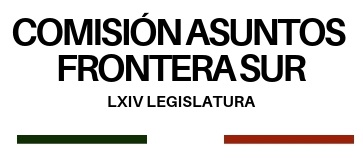 COMISIÓN ASUNTOS
FRONTERA SUR
LXIV LEGISLATURA